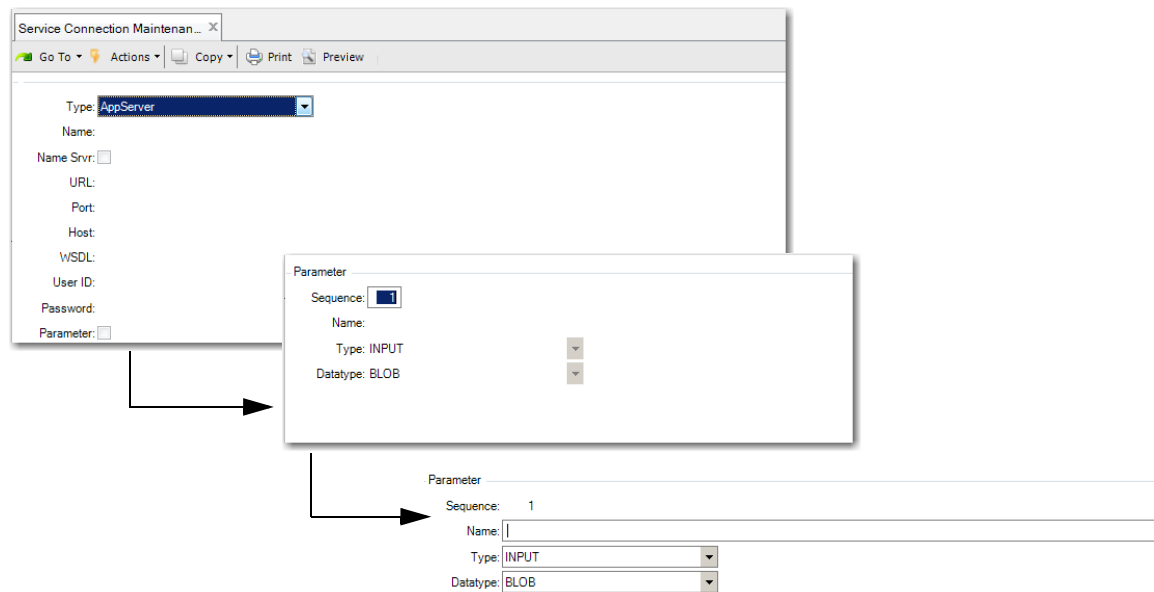 Service Connection Maintenan... X
Go To Actions Copy Print Preview
Type: AppServer
Name:
Name Srvr:
URL:
Port:
Host:
WSDL:
User ID:
Password:
Parameter:
Parameter
Sequence: 1
Name:
Type: INPUT
Datatype: BLOB
Parameter
Sequence: 1
Name:
Type: INPUT
Datatype: BLOB